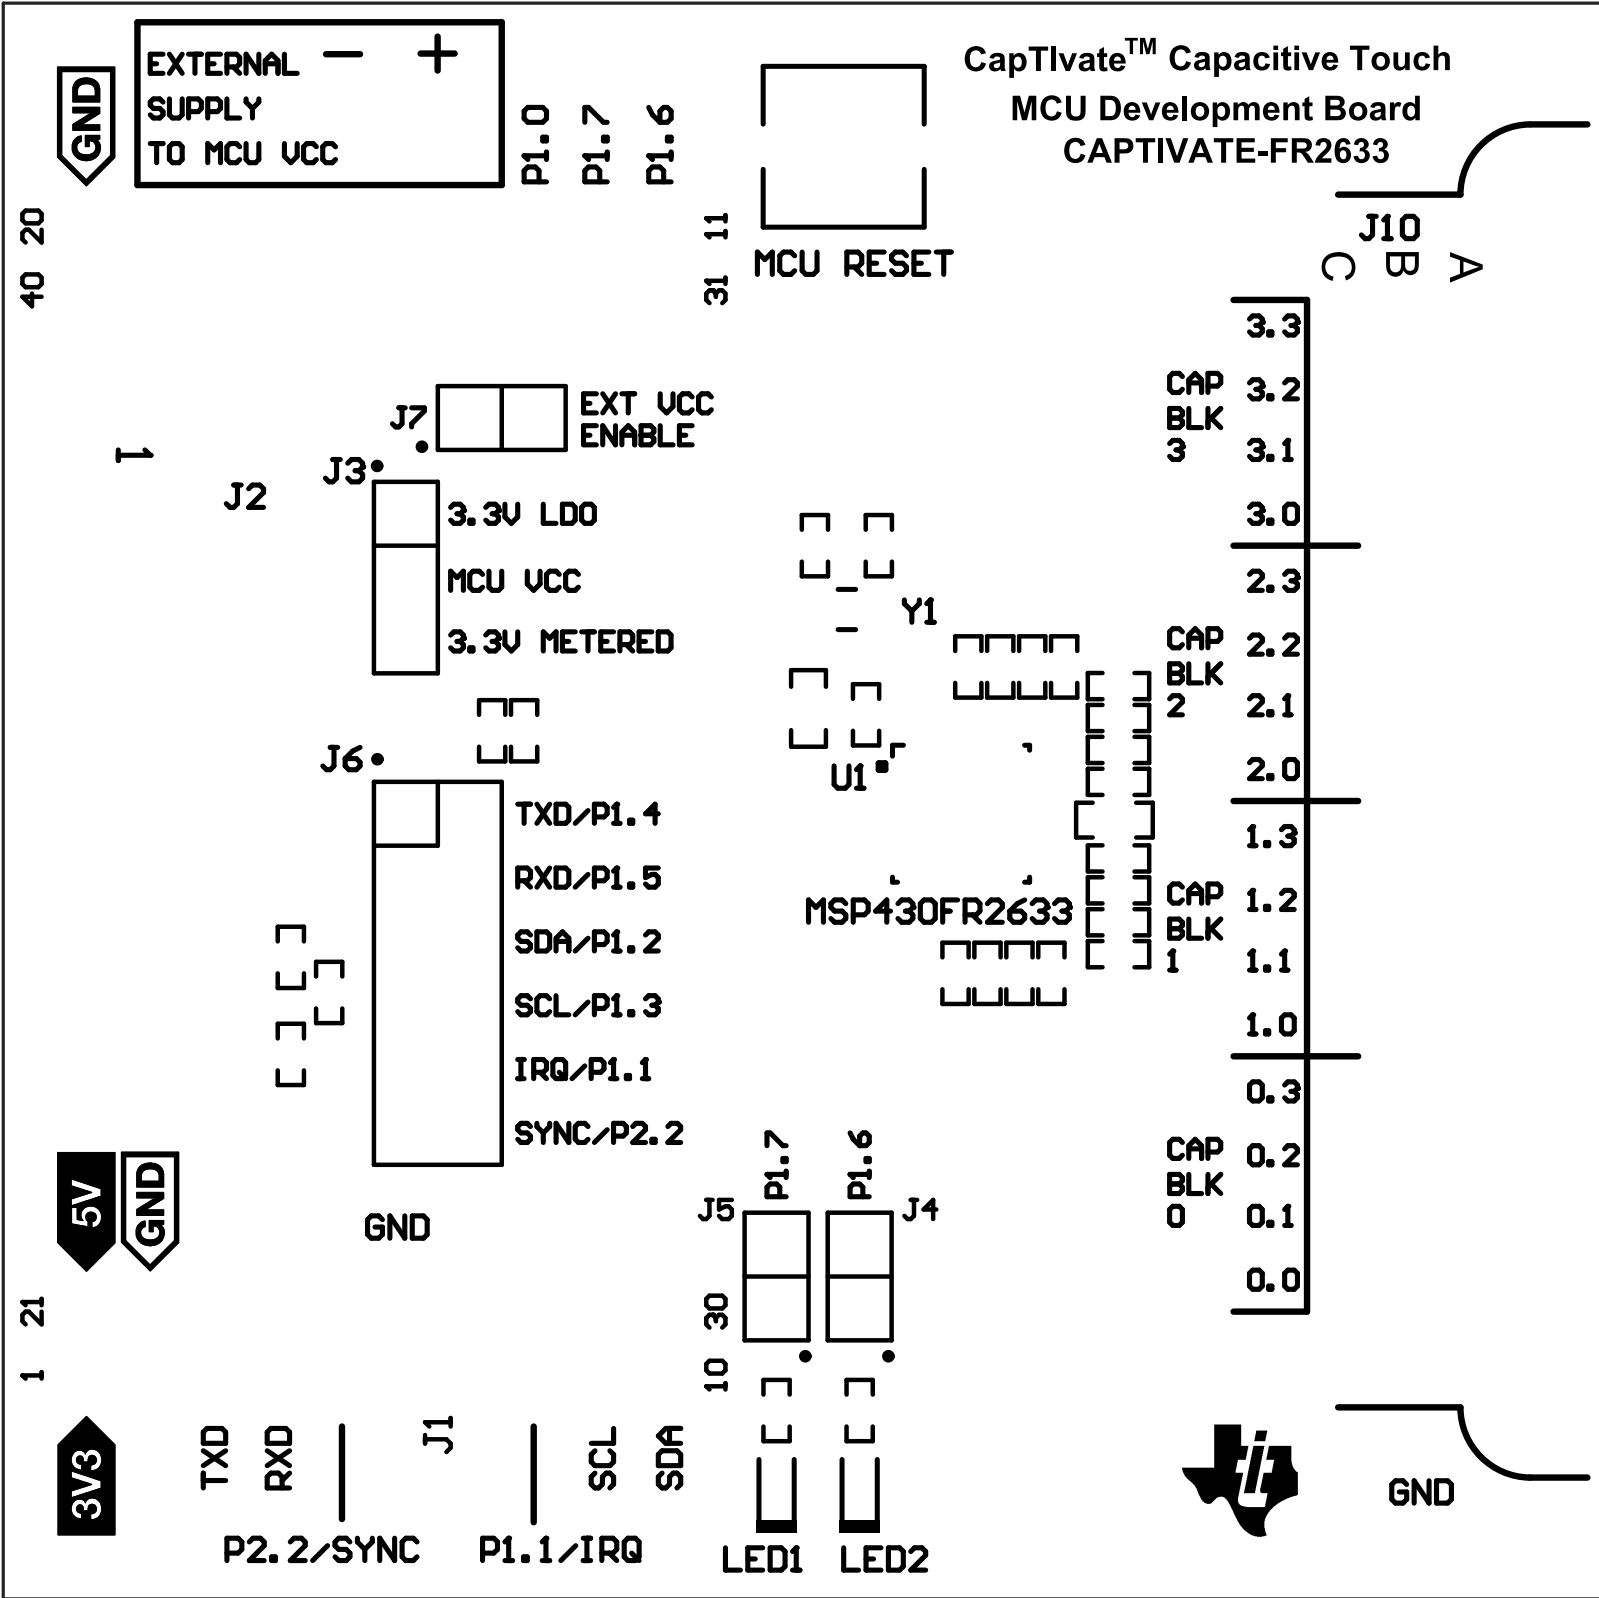 EXTERNAL − +
SUPPLY
TO MCU VCC
GND
P1.0
P1.7
P1.6
CapTIvate™ Capacitive Touch
MCU Development Board
CAPTIVATE-FR2633
20
40
11
31
MCU RESET
J10
C
B
A
J7
EXT VCC
ENABLE
1
J2
J3
3.3V LDO
MCU VCC
3.3V METERED
Y1
U1
MSP430FR2633
J6
TXD/P1.4
RXD/P1.5
SDA/P1.2
SCL/P1.3
IRQ/P1.1
SYNC/P2.2
GND
CAP
BLK
3
3.3
3.2
3.1
3.0
CAP
BLK
2
2.3
2.2
2.1
2.0
CAP
BLK
1
1.3
1.2
1.1
1.0
CAP
BLK
0
0.3
0.2
0.1
0.0
5V
GND
21
1
3V3
P1.7
P1.6
J5
J4
30
10
TXD
RXD
J1
SCL
SDA
P2.2/SYNC
P1.1/IRQ
LED1
LED2
ti
GND